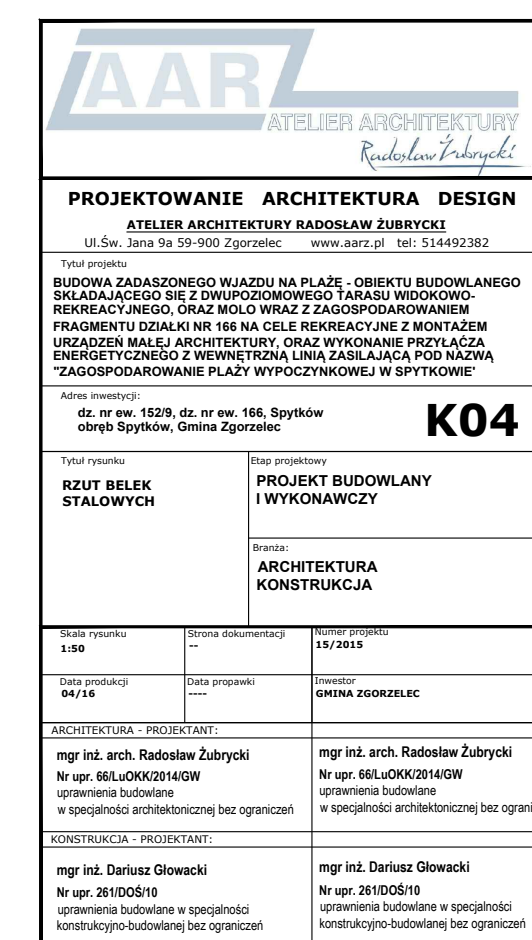 AARZ
ATELIER ARCHITEKTURY
Radosław Żubrycki
PROJEKTOWANIE ARCHITEKTURA DESIGN
ATELIER ARCHITEKTURY RADOSŁAW ŻUBRYCKI
Ul.Św. Jana 9a 59-900 Zgorzelec www.aarz.pl tel: 514492382
Tytuł projektu
BUDOWA ZADASZONEGO WJAZDU NA PLAŻĘ - OBIEKTU BUDOWLANEGO
SKŁADAJĄCEGO SIĘ Z DWUPOZIOMOWEGO TARASU WIDOKOWO-
REKREACYJNEGO, ORAZ MOLO WRAZ Z ZAGOSPODAROWANIEM
FRAGMENTU DZIAŁKI NR 166 NA CELE REKREACYJNE Z MONTAŻEM
URZĄDZEŃ MAŁEJ ARCHITEKTURY, ORAZ WYKONANIE PRZYŁĄCZA
ENERGETYCZNEGO Z WEWNĘTRZNĄ LINIĄ ZASILAJĄCĄ POD NAZWĄ
"ZAGOSPODAROWANIE PLAŻY WYPOCZYNKOWEJ W SPYTKOWIE'
Adres inwestycji:
dz. nr ew. 152/9, dz. nr ew. 166, Spytków
obręb Spytków, Gmina Zgorzelec
K04
Tytuł rysunku
RZUT BELEK
STALOWYCH
Etap projektowy
PROJEKT BUDOWLANY
I WYKONAWCZY
Branża:
ARCHITEKTURA
KONSTRUKCJA
Skala rysunku
1:50
Strona dokumentacji
--
Numer projektu
15/2015
Data produkcji
04/16
Data propawki
----
Inwestor
GMINA ZGORZELEC
ARCHITEKTURA - PROJEKTANT:
mgr inż. arch. Radosław Żubrycki
Nr upr. 66/LuOKK/2014/GW
uprawnienia budowlane
w specjalności architektonicznej bez ograniczeń
mgr inż. arch. Radosław Żubrycki
Nr upr. 66/LuOKK/2014/GW
uprawnienia budowlane
w specjalności architektonicznej bez ograni
KONSTRUKCJA - PROJEKTANT:
mgr inż. Dariusz Głowacki
Nr upr. 261/DOŚ/10
uprawnienia budowlane w specjalności
konstrukcyjno-budowlanej bez ograniczeń
mgr inż. Dariusz Głowacki
Nr upr. 261/DOŚ/10
uprawnienia budowlane w specjalności
konstrukcyjno-budowlanej bez ograniczeń